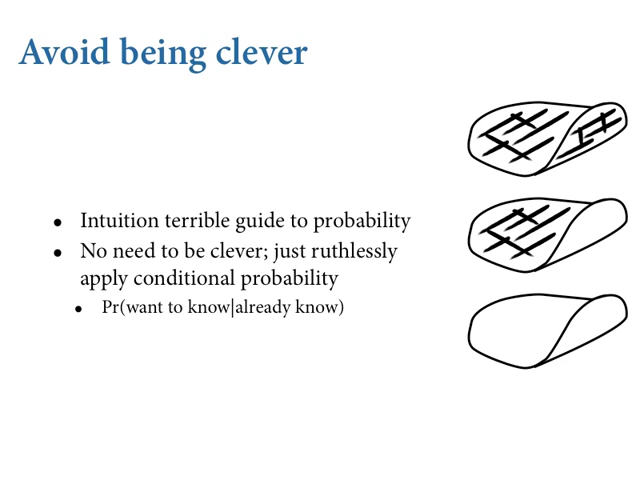 Avoid being clever
• Intuition terrible guide to probability
• No need to be clever; just ruthlessly
apply conditional probability
• Pr(want to know|already know)